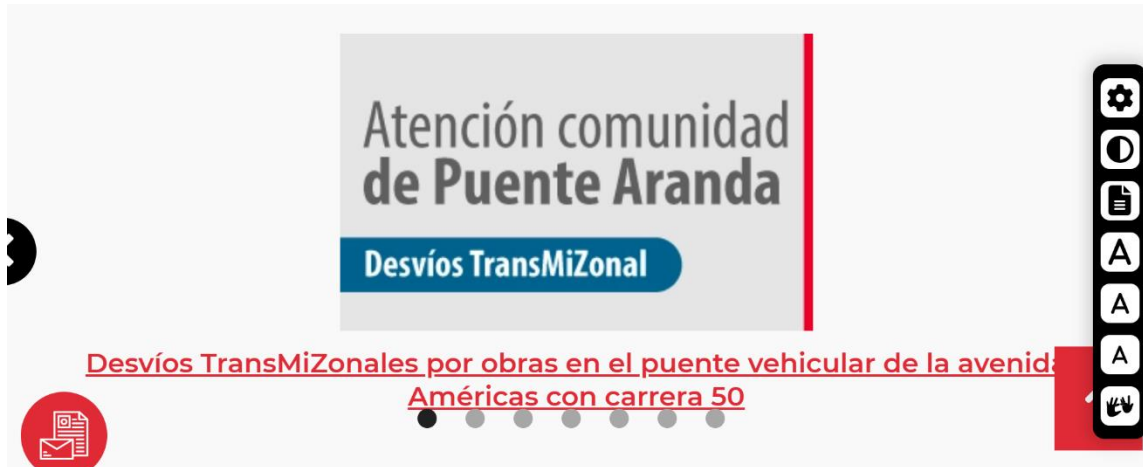 Atención comunidad
de Puente Aranda
Desvíos TransMiZonal
Desvíos TransMiZonales por obras en el puente vehicular de la avenida
Américas con carrera 50
A
A
A